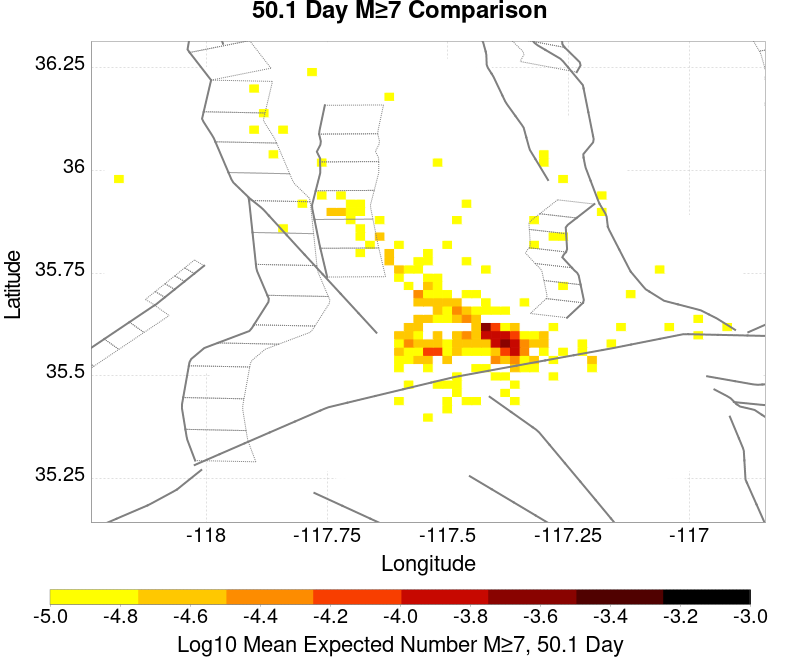 50.1 Day M≥7 Comparison
36.25
36
35.75
35.5
35.25
Latitude
-118 -117.75 -117.5 -117.25 -117
Longitude
-5.0 -4.8 -4.6 -4.4 -4.2 -4.0 -3.8 -3.6 -3.4 -3.2 -3.0
Log10 Mean Expected Number M≥7, 50.1 Day